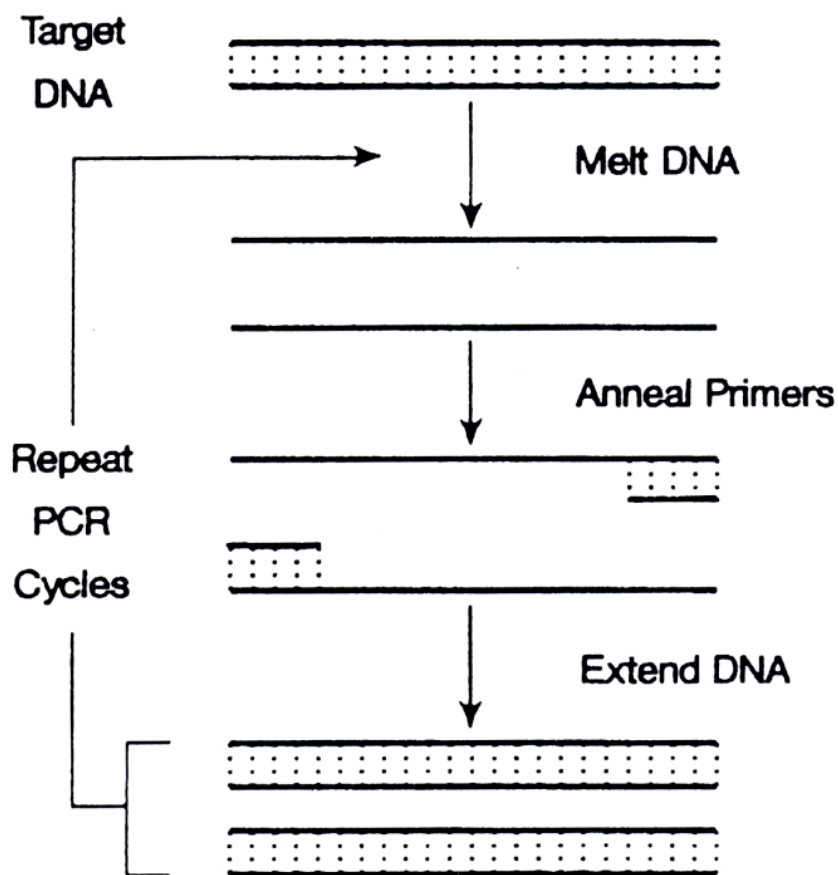 Target
DNA
Melt DNA
Anneal Primers
Repeat
PCR
Cycles
Extend DNA